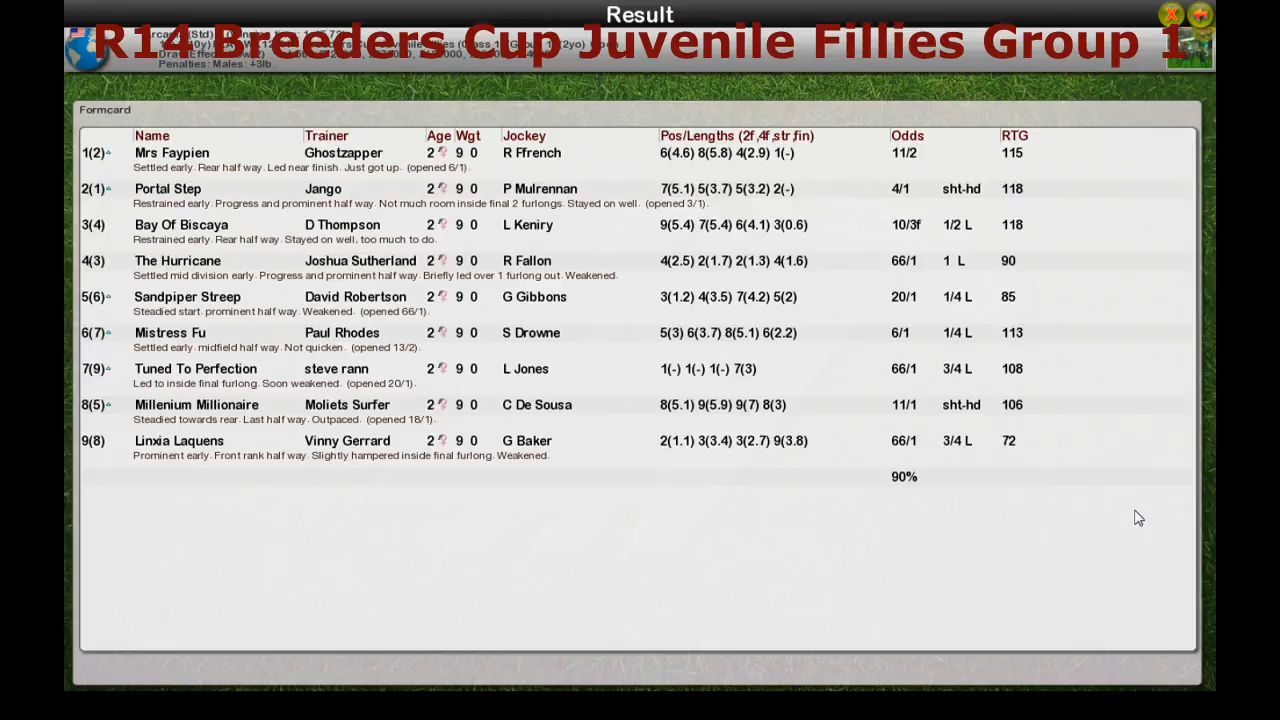 Result
R14 Breeders Cup Juvenile Fillies Group 1
Penalties: Males: +3lb
Formcard
Name Trainer Age Wgt Jockey Pos/Lengths (2f,4f,str,fin) Odds RTG
1(2) Mrs Faypien Ghostzapper 2 9 0 R Ffrench 6(4.6) 8(5.8) 4(2.9) 1(-) 11/2 115
Settled early. Rear half way. Led near finish. Just got up. (opened 6/1).
2(1) Portal Step Jango 2 9 0 P Mulrennan 7(5.1) 5(3.7) 5(3.2) 2(-) 4/1 sht-hd 118
Restrained early. Progress and prominent half way. Not much room inside final 2 furlongs. Stayed on well. (opened 3/1).
3(4) Bay Of Biscaya D Thompson 2 9 0 L Keniry 9(5.4) 7(5.4) 6(4.1) 3(0.6) 10/3f 1/2 L 118
Restrained early. Rear half way. Stayed on well, too much to do.
4(3) The Hurricane Joshua Sutherland 2 9 0 R Fallon 4(2.5) 2(1.7) 2(1.3) 4(1.6) 66/1 1 L 90
Settled mid division early. Progress and prominent half way. Briefly led over 1 furlong out. Weakened.
5(6) Sandpiper Streep David Robertson 2 9 0 G Gibbons 3(1.2) 4(3.5) 7(4.2) 5(2) 20/1 1/4 L 85
Steadied start. prominent half way. Weakened. (opened 66/1).
6(7) Mistress Fu Paul Rhodes 2 9 0 S Drowne 5(3) 6(3.7) 8(5.1) 6(2.2) 6/1 1/4 L 113
Settled early. midfield half way. Not quicken. (opened 13/2).
7(9) Tuned To Perfection steve rann 2 9 0 L Jones 1(-) 1(-) 1(-) 7(3) 66/1 3/4 L 108
Led to inside final furlong. Soon weakened. (opened 20/1).
8(5) Millenium Millionaire Moliets Surfer 2 9 0 C De Sousa 8(5.1) 9(5.9) 9(7) 8(3) 11/1 sht-hd 106
Steadied towards rear. Last half way. Outpaced. (opened 18/1).
9(8) Linxia Laquens Vinny Gerrard 2 9 0 G Baker 2(1.1) 3(3.4) 3(2.7) 9(3.8) 66/1 3/4 L 72
Prominent early. Front rank half way. Slightly hampered inside final furlong. Weakened.
90%